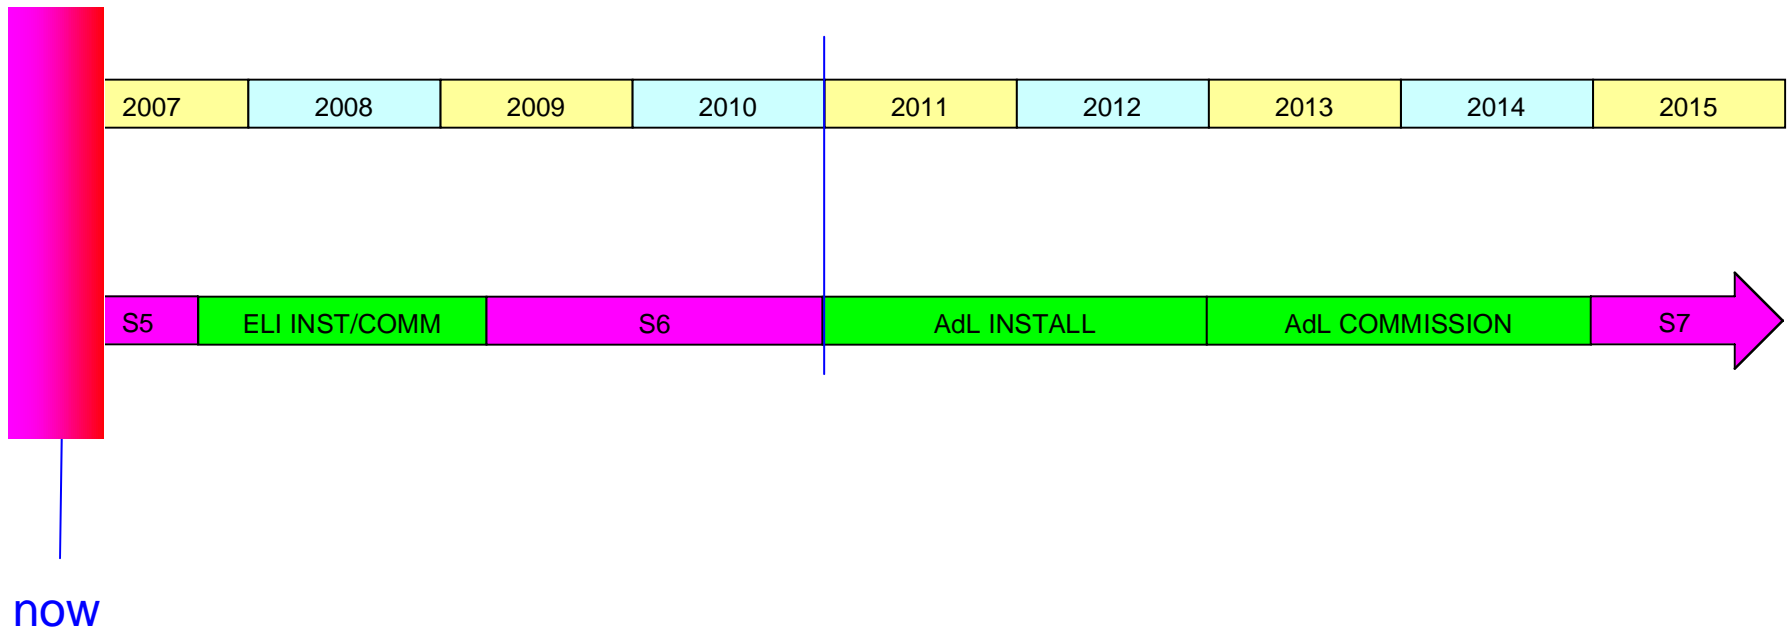 2007 2008 2009 2010 2011 2012 2013 2014 2015
S5 ELI INST/COMM S6 AdL INSTALL AdL COMMISSION S7
now